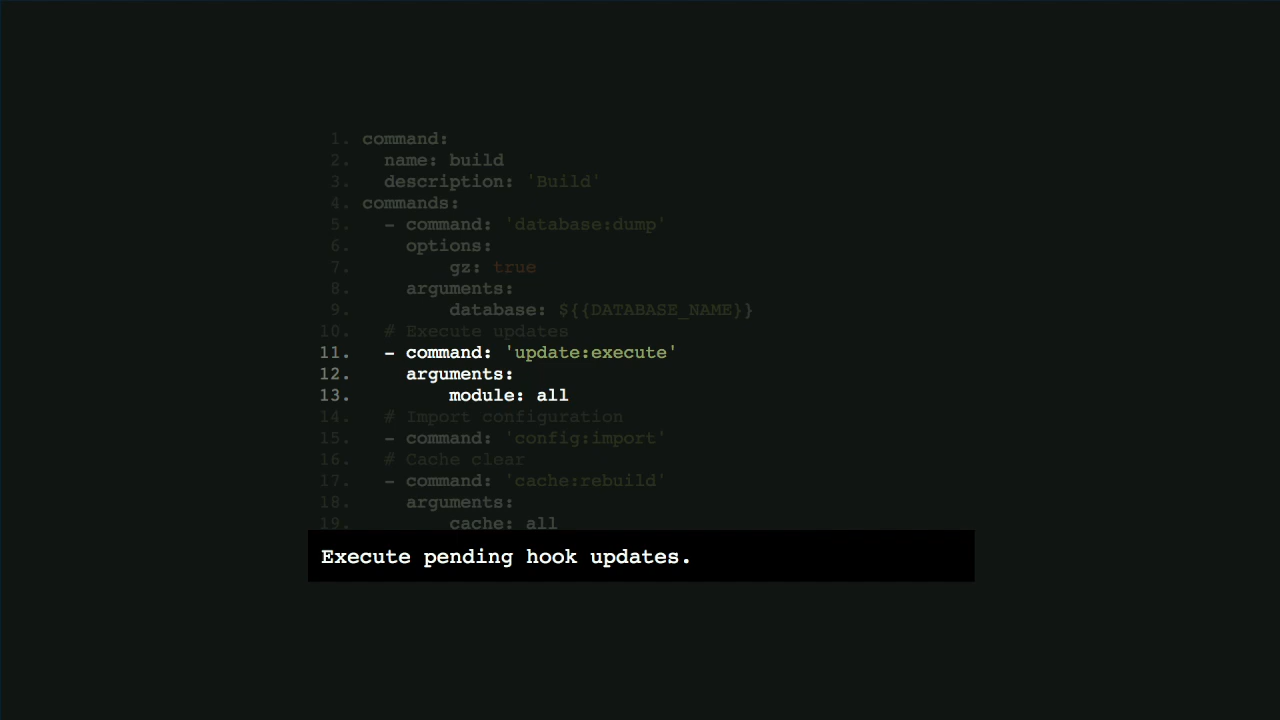 1. command:
2.   name: build
3.   description: 'Build'
4. commands:
5.   - command: 'database:dump'
6.     options:
7.         gz: true
8.     arguments:
9.         database: ${{DATABASE_NAME}}
10.   # Execute updates
11.   - command: 'update:execute'
12.     arguments:
13.         module: all
14.   # Import configuration
15.   - command: 'config:import'
16.   # Cache clear
17.   - command: 'cache:rebuild'
18.     arguments:
19.         cache: all
Execute pending hook updates.